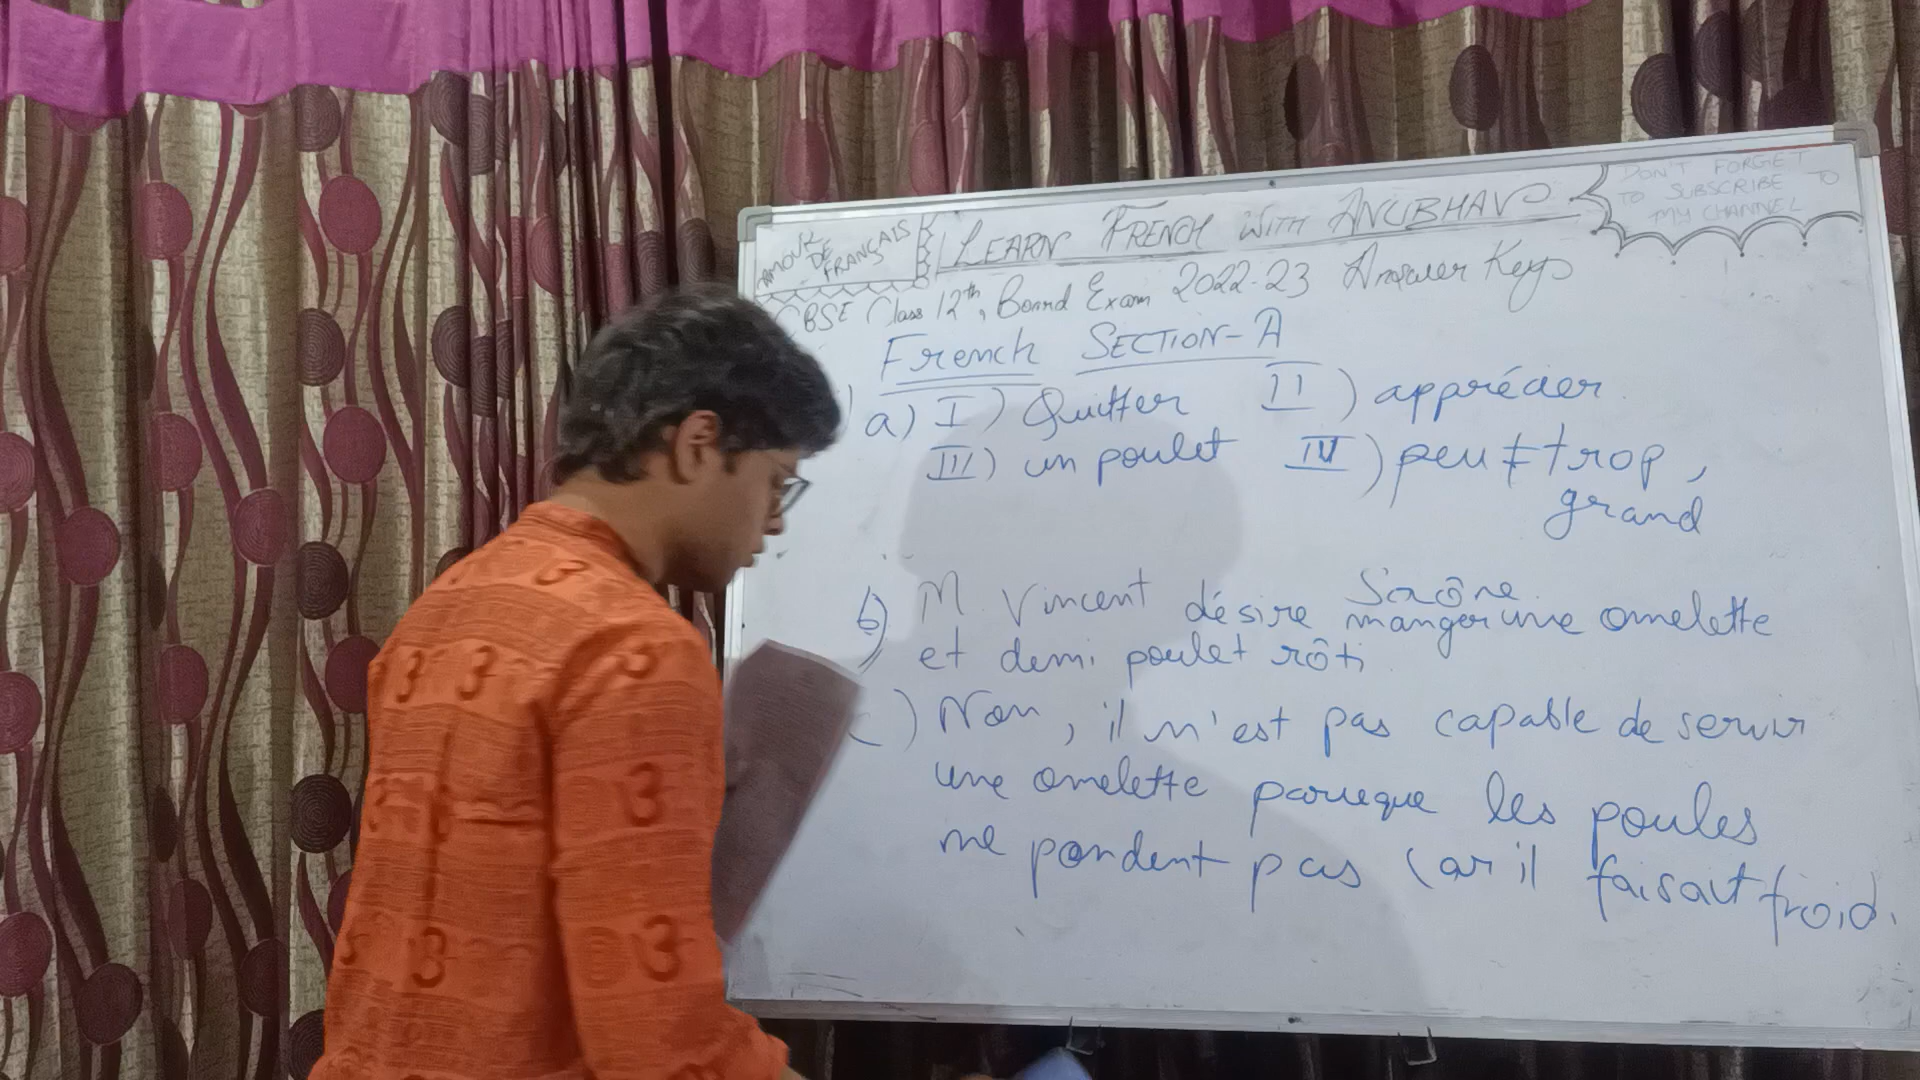 AMOUR DE FRANÇAIS
LEARN FRENCH WITH ANUBHAV
DON'T FORGET
TO SUBSCRIBE TO
MY CHANNEL
CBSE Class 12th, Board Exam 2022-23 Answer Key
French SECTION-A
a) I) Quitter II) apprécier
III) un poulet IV) peu ≠ trop,
grand
Saône
b) M. Vincent désire manger une omelette
et demi poulet rôti
c) Non, il n'est pas capable de servir
une omelette parceque les poules
ne pondent pas car il faisait froid.